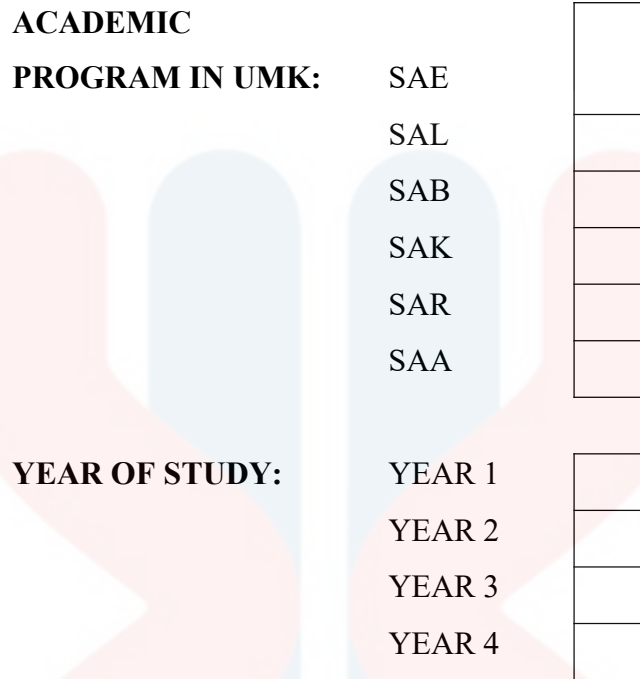 ACADEMIC
PROGRAM IN UMK: SAE
SAL
SAB
SAK
SAR
SAA
YEAR OF STUDY: YEAR 1
YEAR 2
YEAR 3
YEAR 4